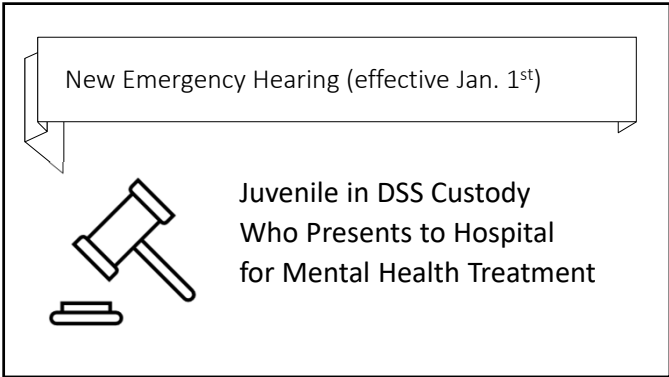 New Emergency Hearing (effective Jan. 1st)
Juvenile in DSS Custody
Who Presents to Hospital
for Mental Health Treatment